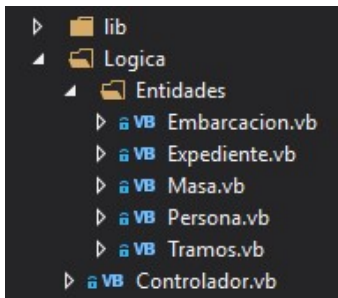 lib
Logica
Entidades
VB Embarcacion.vb
VB Expediente.vb
VB Masa.vb
VB Persona.vb
VB Tramos.vb
VB Controlador.vb